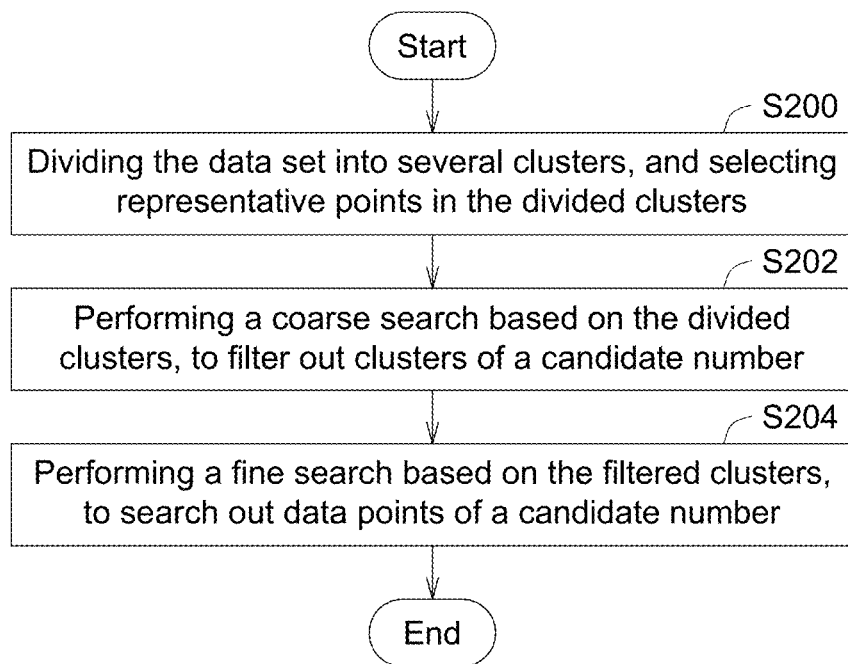 Start
S200
Dividing the data set into several clusters, and selecting
representative points in the divided clusters
S202
Performing a coarse search based on the divided
clusters, to filter out clusters of a candidate number
S204
Performing a fine search based on the filtered clusters,
to search out data points of a candidate number
End